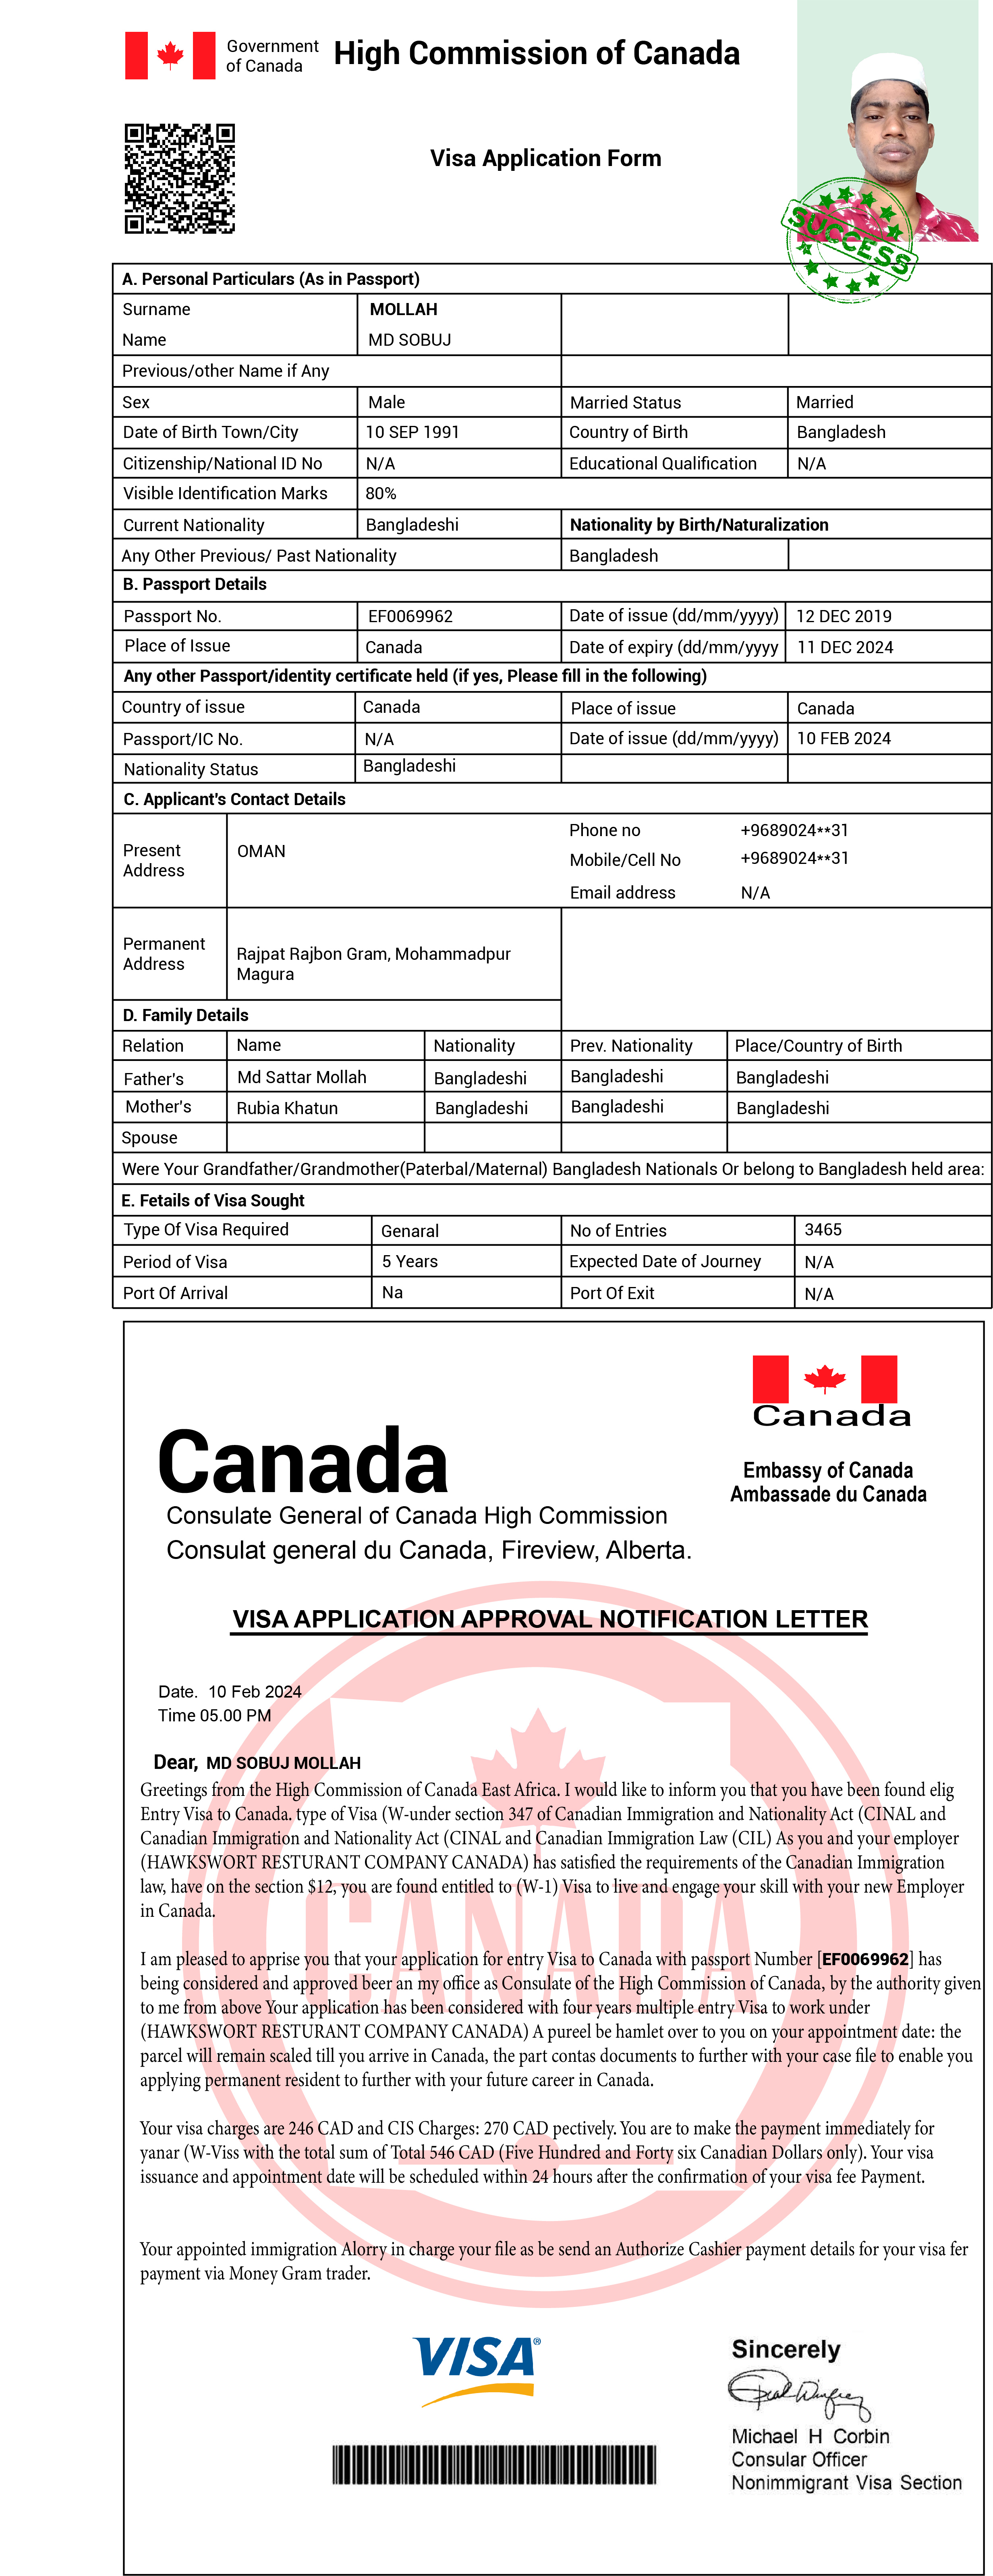 Government
of Canada
High Commission of Canada
Visa Application Form
SUCCESS
A. Personal Particulars (As in Passport)
Surname MOLLAH
Name MD SOBUJ
Previous/other Name if Any
Sex Male Married Status Married
Date of Birth Town/City 10 SEP 1991 Country of Birth Bangladesh
Citizenship/National ID No N/A Educational Qualification N/A
Visible Identification Marks 80%
Current Nationality Bangladeshi Nationality by Birth/Naturalization
Any Other Previous/ Past Nationality Bangladesh
B. Passport Details
Passport No. EF0069962 Date of issue (dd/mm/yyyy) 12 DEC 2019
Place of Issue Canada Date of expiry (dd/mm/yyyy 11 DEC 2024
Any other Passport/identity certificate held (if yes, Please fill in the following)
Country of issue Canada Place of issue Canada
Passport/IC No. N/A Date of issue (dd/mm/yyyy) 10 FEB 2024
Nationality Status Bangladeshi
C. Applicant's Contact Details
Present
Address
OMAN
Phone no +9689024**31
Mobile/Cell No +9689024**31
Email address N/A
Permanent
Address
Rajpat Rajbon Gram, Mohammadpur
Magura
D. Family Details
Relation Name Nationality Prev. Nationality Place/Country of Birth
Father's Md Sattar Mollah Bangladeshi Bangladeshi Bangladeshi
Mother's Rubia Khatun Bangladeshi Bangladeshi Bangladeshi
Spouse
Were Your Grandfather/Grandmother(Paterbal/Maternal) Bangladesh Nationals Or belong to Bangladesh held area:
E. Fetails of Visa Sought
Type Of Visa Required Genaral No of Entries 3465
Period of Visa 5 Years Expected Date of Journey N/A
Port Of Arrival Na Port Of Exit N/A
Canada
Embassy of Canada
Ambassade du Canada
Canada
Consulate General of Canada High Commission
Consulat general du Canada, Fireview, Alberta.
VISA APPLICATION APPROVAL NOTIFICATION LETTER
Date. 10 Feb 2024
Time 05.00 PM
Dear, MD SOBUJ MOLLAH
Greetings from the High Commission of Canada East Africa. I would like to inform you that you have been found elig
Entry Visa to Canada. type of Visa (W-under section 347 of Canadian Immigration and Nationality Act (CINAL and
Canadian Immigration and Nationality Act (CINAL and Canadian Immigration Law (CIL) As you and your employer
(HAWKSWORT RESTURANT COMPANY CANADA) has satisfied the requirements of the Canadian Immigration
law, have on the section $12, you are found entitled to (W-1) Visa to live and engage your skill with your new Employer
in Canada.
CANADA
I am pleased to apprise you that your application for entry Visa to Canada with passport Number [EF0069962] has
being considered and approved beer an my office as Consulate of the High Commission of Canada, by the authority given
to me from above Your application has been considered with four years multiple entry Visa to work under
(HAWKSWORT RESTURANT COMPANY CANADA) A pureel be hamlet over to you on your appointment date: the
parcel will remain scaled till you arrive in Canada, the part contas documents to further with your case file to enable you
applying permanent resident to further with your future career in Canada.
Your visa charges are 246 CAD and CIS Charges: 270 CAD pectively. You are to make the payment immediately for
yanar (W-Viss with the total sum of Total 546 CAD (Five Hundred and Forty six Canadian Dollars only). Your visa
issuance and appointment date will be scheduled within 24 hours after the confirmation of your visa fee Payment.
Your appointed immigration Alorry in charge your file as be send an Authorize Cashier payment details for your visa fer
payment via Money Gram trader.
VISA®
Sincerely
Michael H Corbin
Consular Officer
Nonimmigrant Visa Section